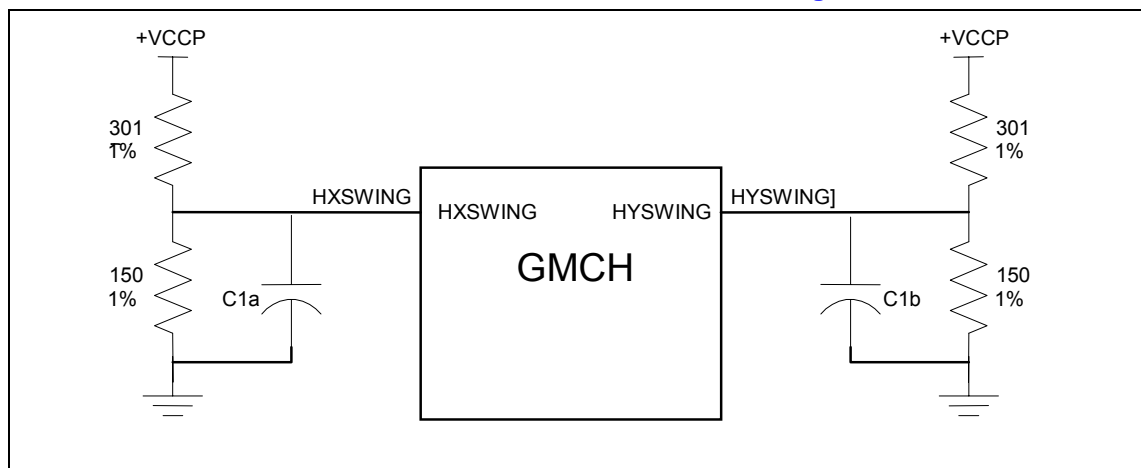 +VCCP
+VCCP
301
1%
301
1%
HXSWING
HXSWING
HYSWING
HYSWING]
GMCH
150
1%
C1a
C1b
150
1%